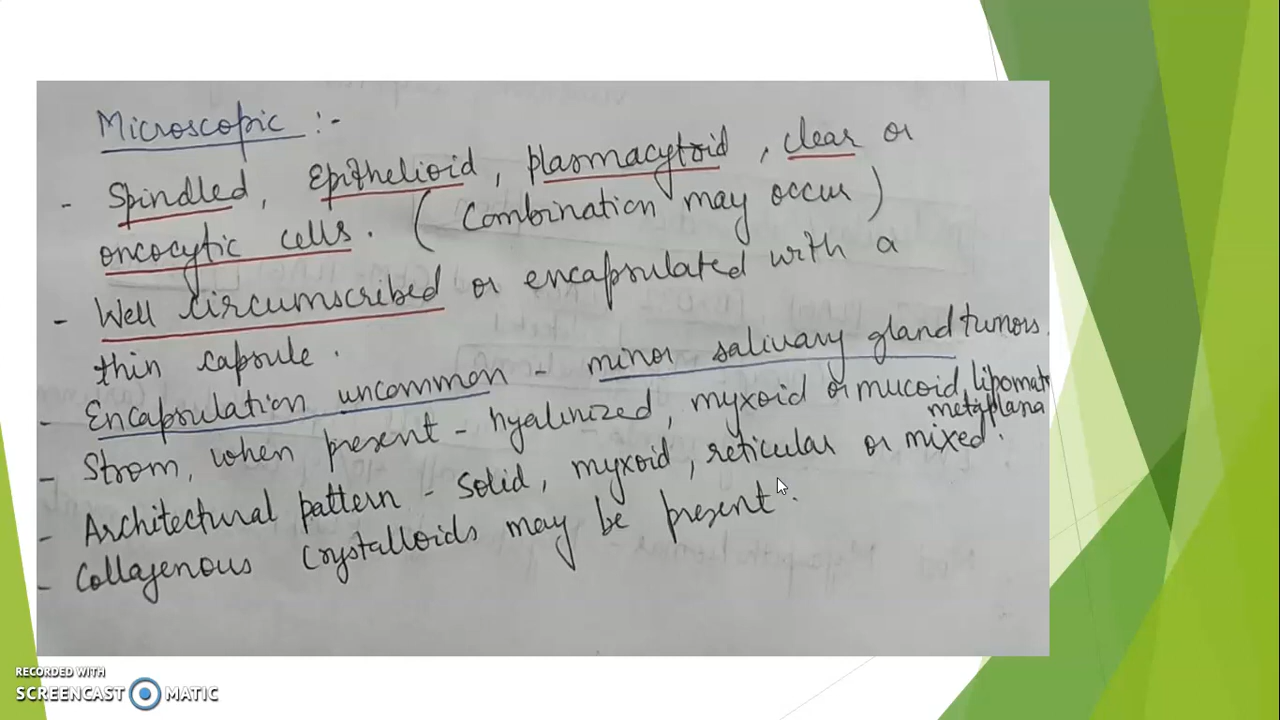 Microscopic :-
- Spindled, Epithelioid, plasmacytoid, clear or
oncocytic cells. (Combination may occur)
- Well circumscribed or encapsulated with a
thin capsule.
- Encapsulation uncommon - minor salivary gland tumors.
- Strom, when present - hyalinized, myxoid or mucoid, lipomat
metaplana
- Architectural pattern - solid, myxoid, reticular or mixed.
- Collagenous crystalloids may be present.
RECORDED WITH
SCREENCAST MATIC